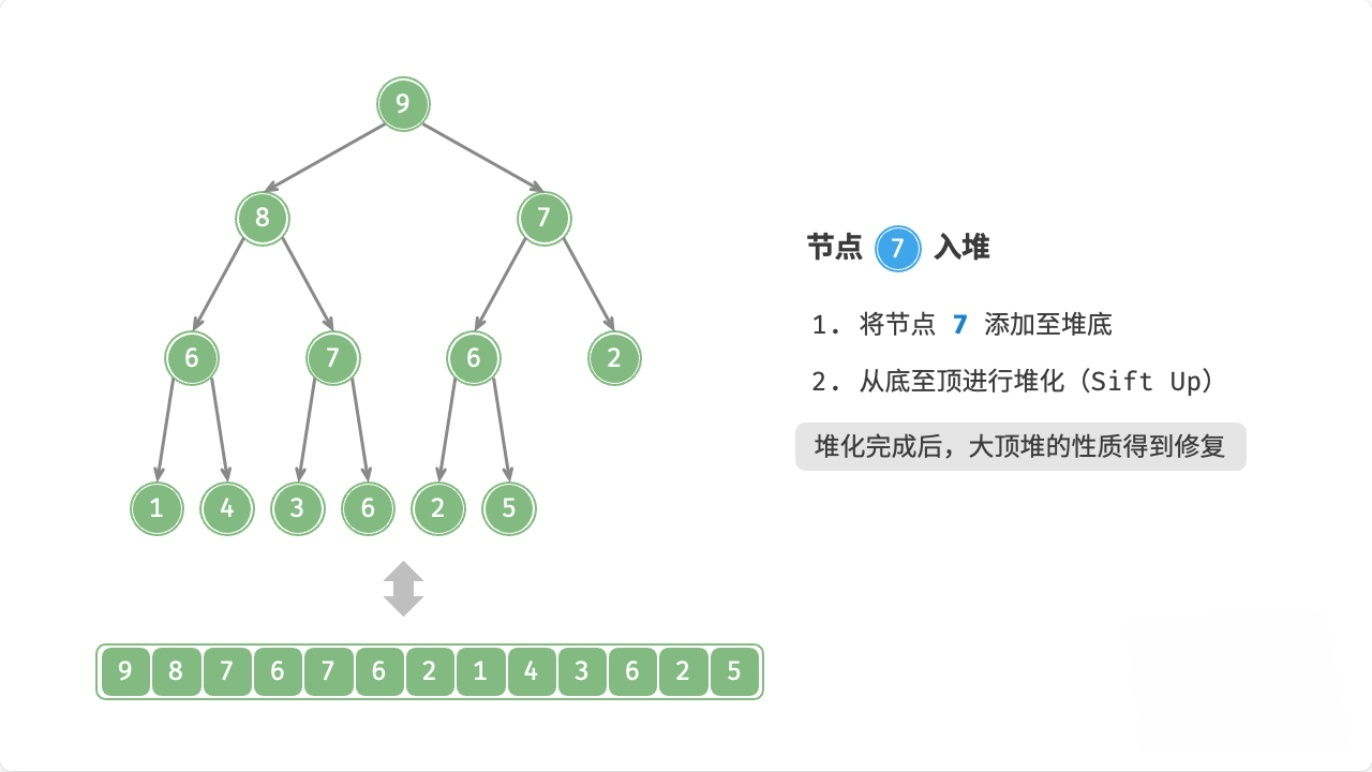 9
8 7
6 7 6 2
1 4 3 6 2 5
9 8 7 6 7 6 2 1 4 3 6 2 5
节点 7 入堆
1. 将节点 7 添加至堆底
2. 从底至顶进行堆化（Sift Up）
堆化完成后，大顶堆的性质得到修复